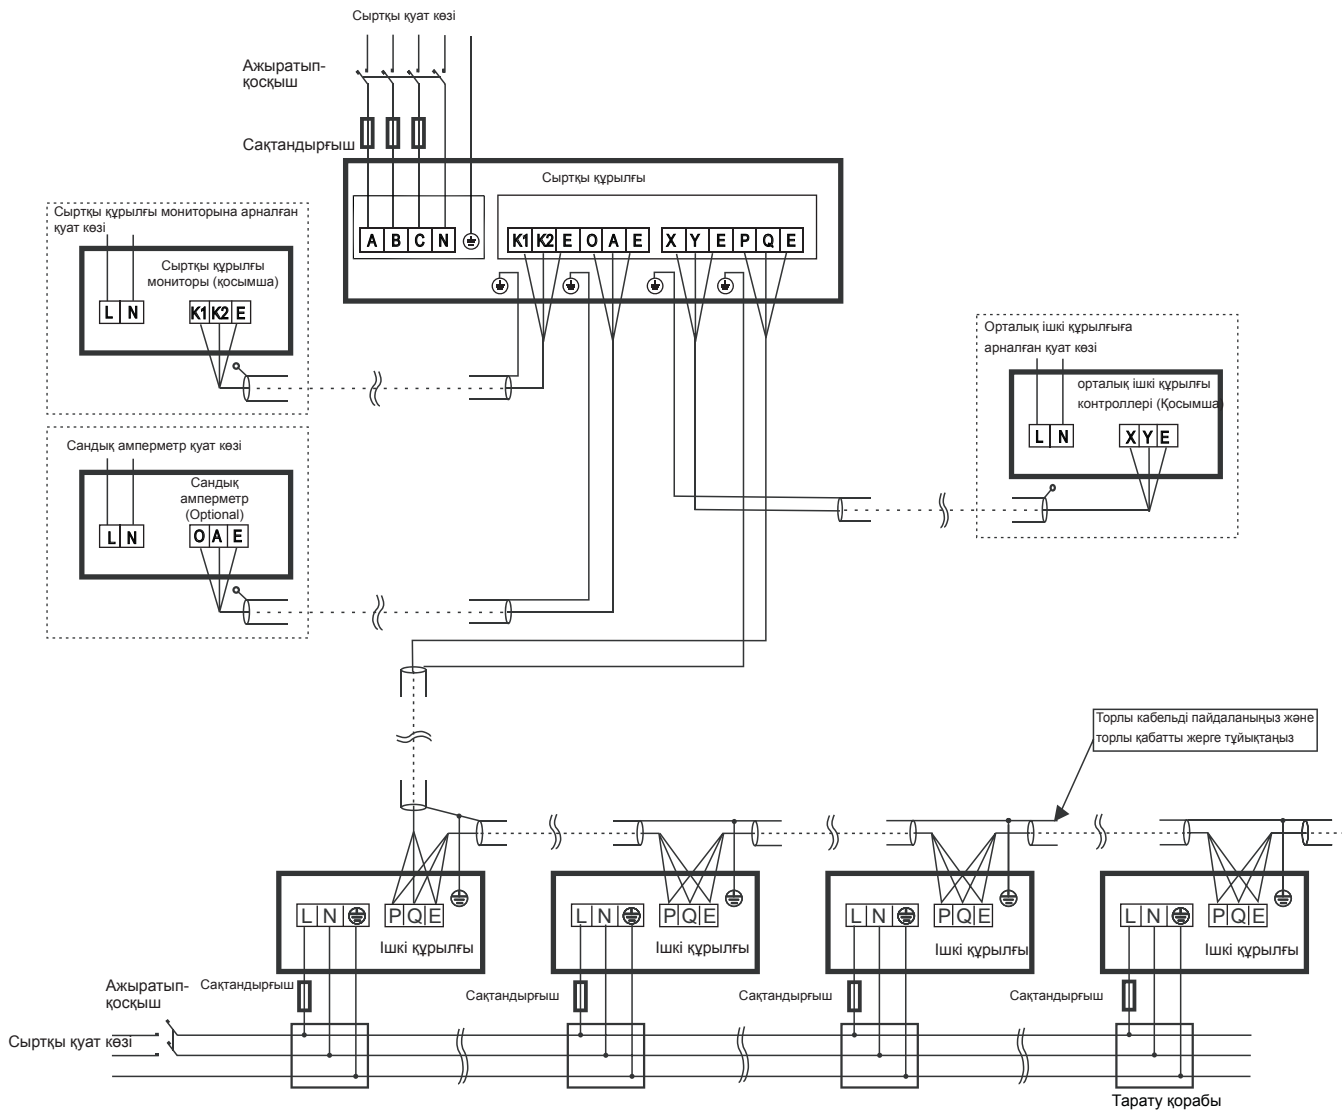 Сыртқы қуат көзі
Ажыратып-
қосқыш
Сақтандырғыш
Сыртқы құрылғы
A B C N
K1 K2 E O A E X Y E P Q E
Сыртқы құрылғы мониторына арналған
қуат көзі
Сыртқы құрылғы
мониторы (қосымша)
L N
K1 K2 E
Орталық ішкі құрылғыға
арналған қуат көзі
орталық ішкі құрылғы
контроллері (Қосымша)
L N
X Y E
Сандық амперметр қуат көзі
Сандық
амперметр
(Optional)
L N
O A E
Торлы кабельді пайдаланыңыз және
торлы қабатты жерге тұйықтаңыз
L N
P Q E
Ішкі құрылғы
L N
P Q E
Ішкі құрылғы
L N
P Q E
Ішкі құрылғы
L N
P Q E
Ішкі құрылғы
Ажыратып-
қосқыш
Сақтандырғыш
Сақтандырғыш
Сақтандырғыш
Сақтандырғыш
Сыртқы қуат көзі
Тарату қорабы